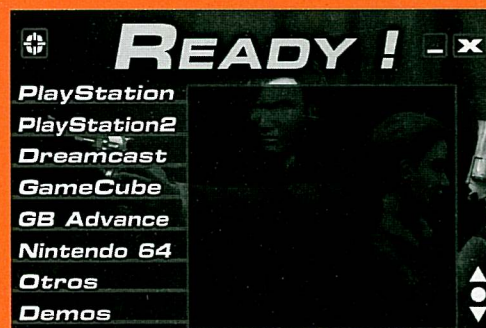 READY !
PlayStation
PlayStation2
Dreamcast
GameCube
GB Advance
Nintendo 64
Otros
Demos